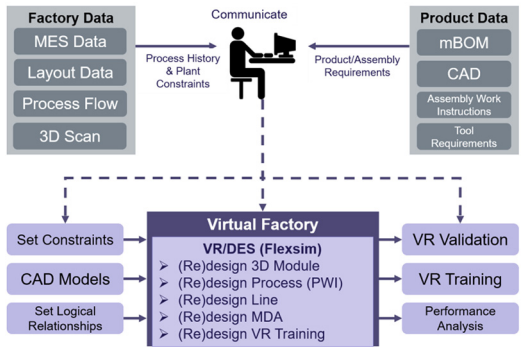 Factory Data
MES Data
Layout Data
Process Flow
3D Scan
Communicate
Process History
& Plant
Constraints
Product/Assembly
Requirements
Product Data
mBOM
CAD
Assembly Work
Instructions
Tool
Requirements
Set Constraints
CAD Models
Set Logical
Relationships
Virtual Factory
VR/DES (Flexsim)
➢ (Re)design 3D Module
➢ (Re)design Process (PWI)
➢ (Re)design Line
➢ (Re)design MDA
➢ (Re)design VR Training
VR Validation
VR Training
Performance
Analysis